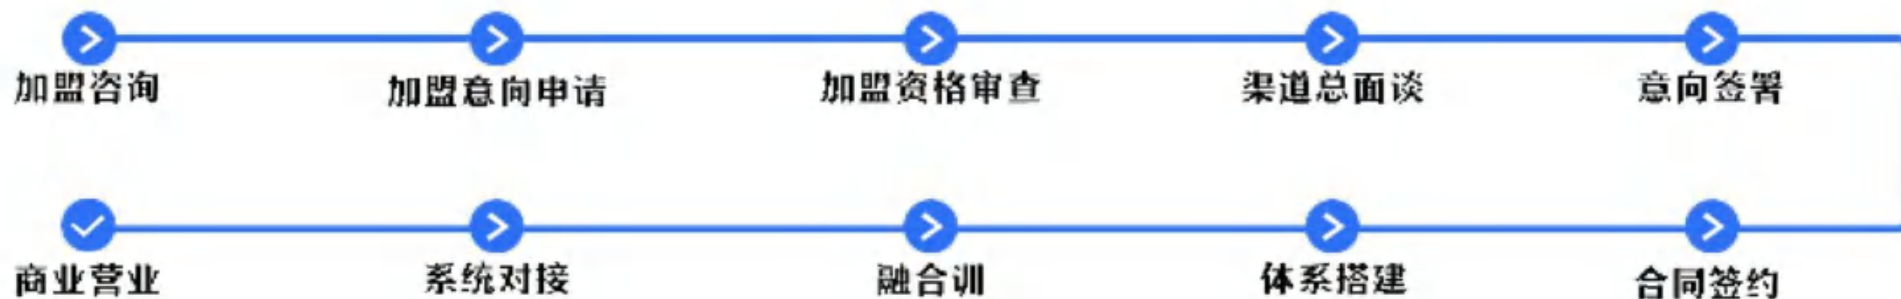 加盟咨询
加盟意向申请
加盟资格审查
渠道总面谈
意向签署
商业营业
系统对接
融合训
体系搭建
合同签约